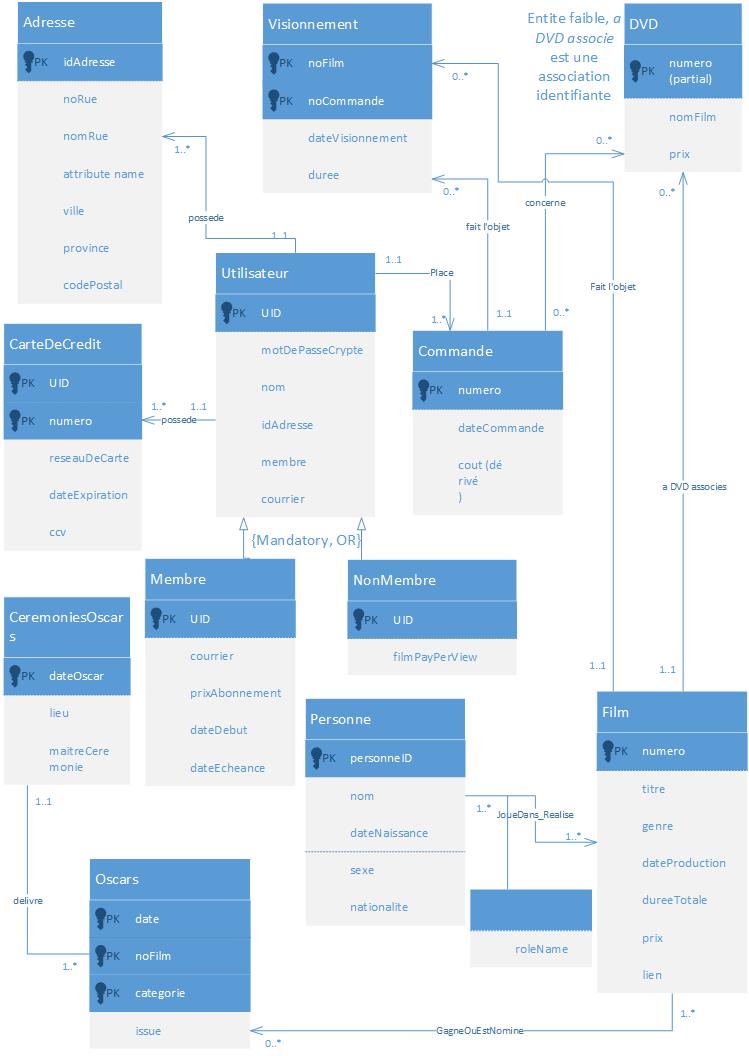 Adresse
PK idAdresse
noRue
nomRue
attribute name
ville
province
codePostal
Visionnement
PK noFilm
PK noCommande
dateVisionnement
duree
Entite faible, a
DVD associe
est une
association
identifiante
DVD
PK numero
(partial)
nomFilm
prix
0..*
0..*
0..*
0..*
1..*
possede
1..1
concerne
fait l'objet
Fait l'objet
Utilisateur
PK UID
motDePasseCrypte
nom
idAdresse
membre
courrier
1..1
Place
1..*
1..1
0..*
Commande
PK numero
dateCommande
cout (dé
rivé
)
CarteDeCredit
PK UID
PK numero
reseauDeCarte
dateExpiration
ccv
1..*
1..1
possede
a DVD associes
{Mandatory, OR}
Membre
PK UID
courrier
prixAbonnement
dateDebut
dateEcheance
NonMembre
PK UID
filmPayPerView
CeremoniesOscar
s
PK dateOscar
lieu
maitreCere
monie
1..1
1..1
Personne
PK personneID
nom
dateNaissance
sexe
nationalite
Film
PK numero
titre
genre
dateProduction
dureeTotale
prix
lien
1..*
JoueDans_Realise
1..*
roleName
1..1
delivre
1..*
Oscars
PK date
PK noFilm
PK categorie
issue
0..*
GagneOuEstNomine
1..*